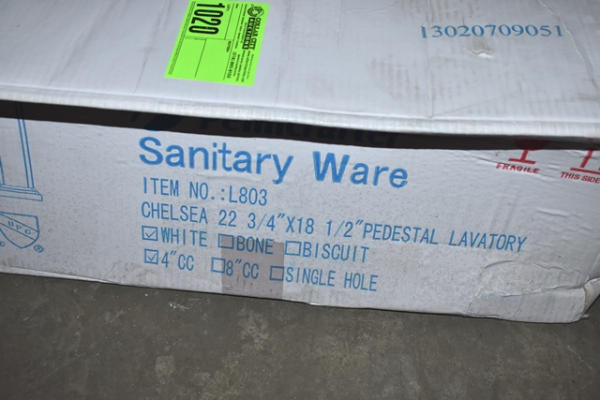 1020
13020709051
Sanitary Ware
FRAGILE
THIS SIDE
ITEM NO.:L803
CHELSEA 22 3/4"X18 1/2"PEDESTAL LAVATORY
☑WHITE ☐BONE ☐BISCUIT
☑4"CC ☐8"CC ☐SINGLE HOLE